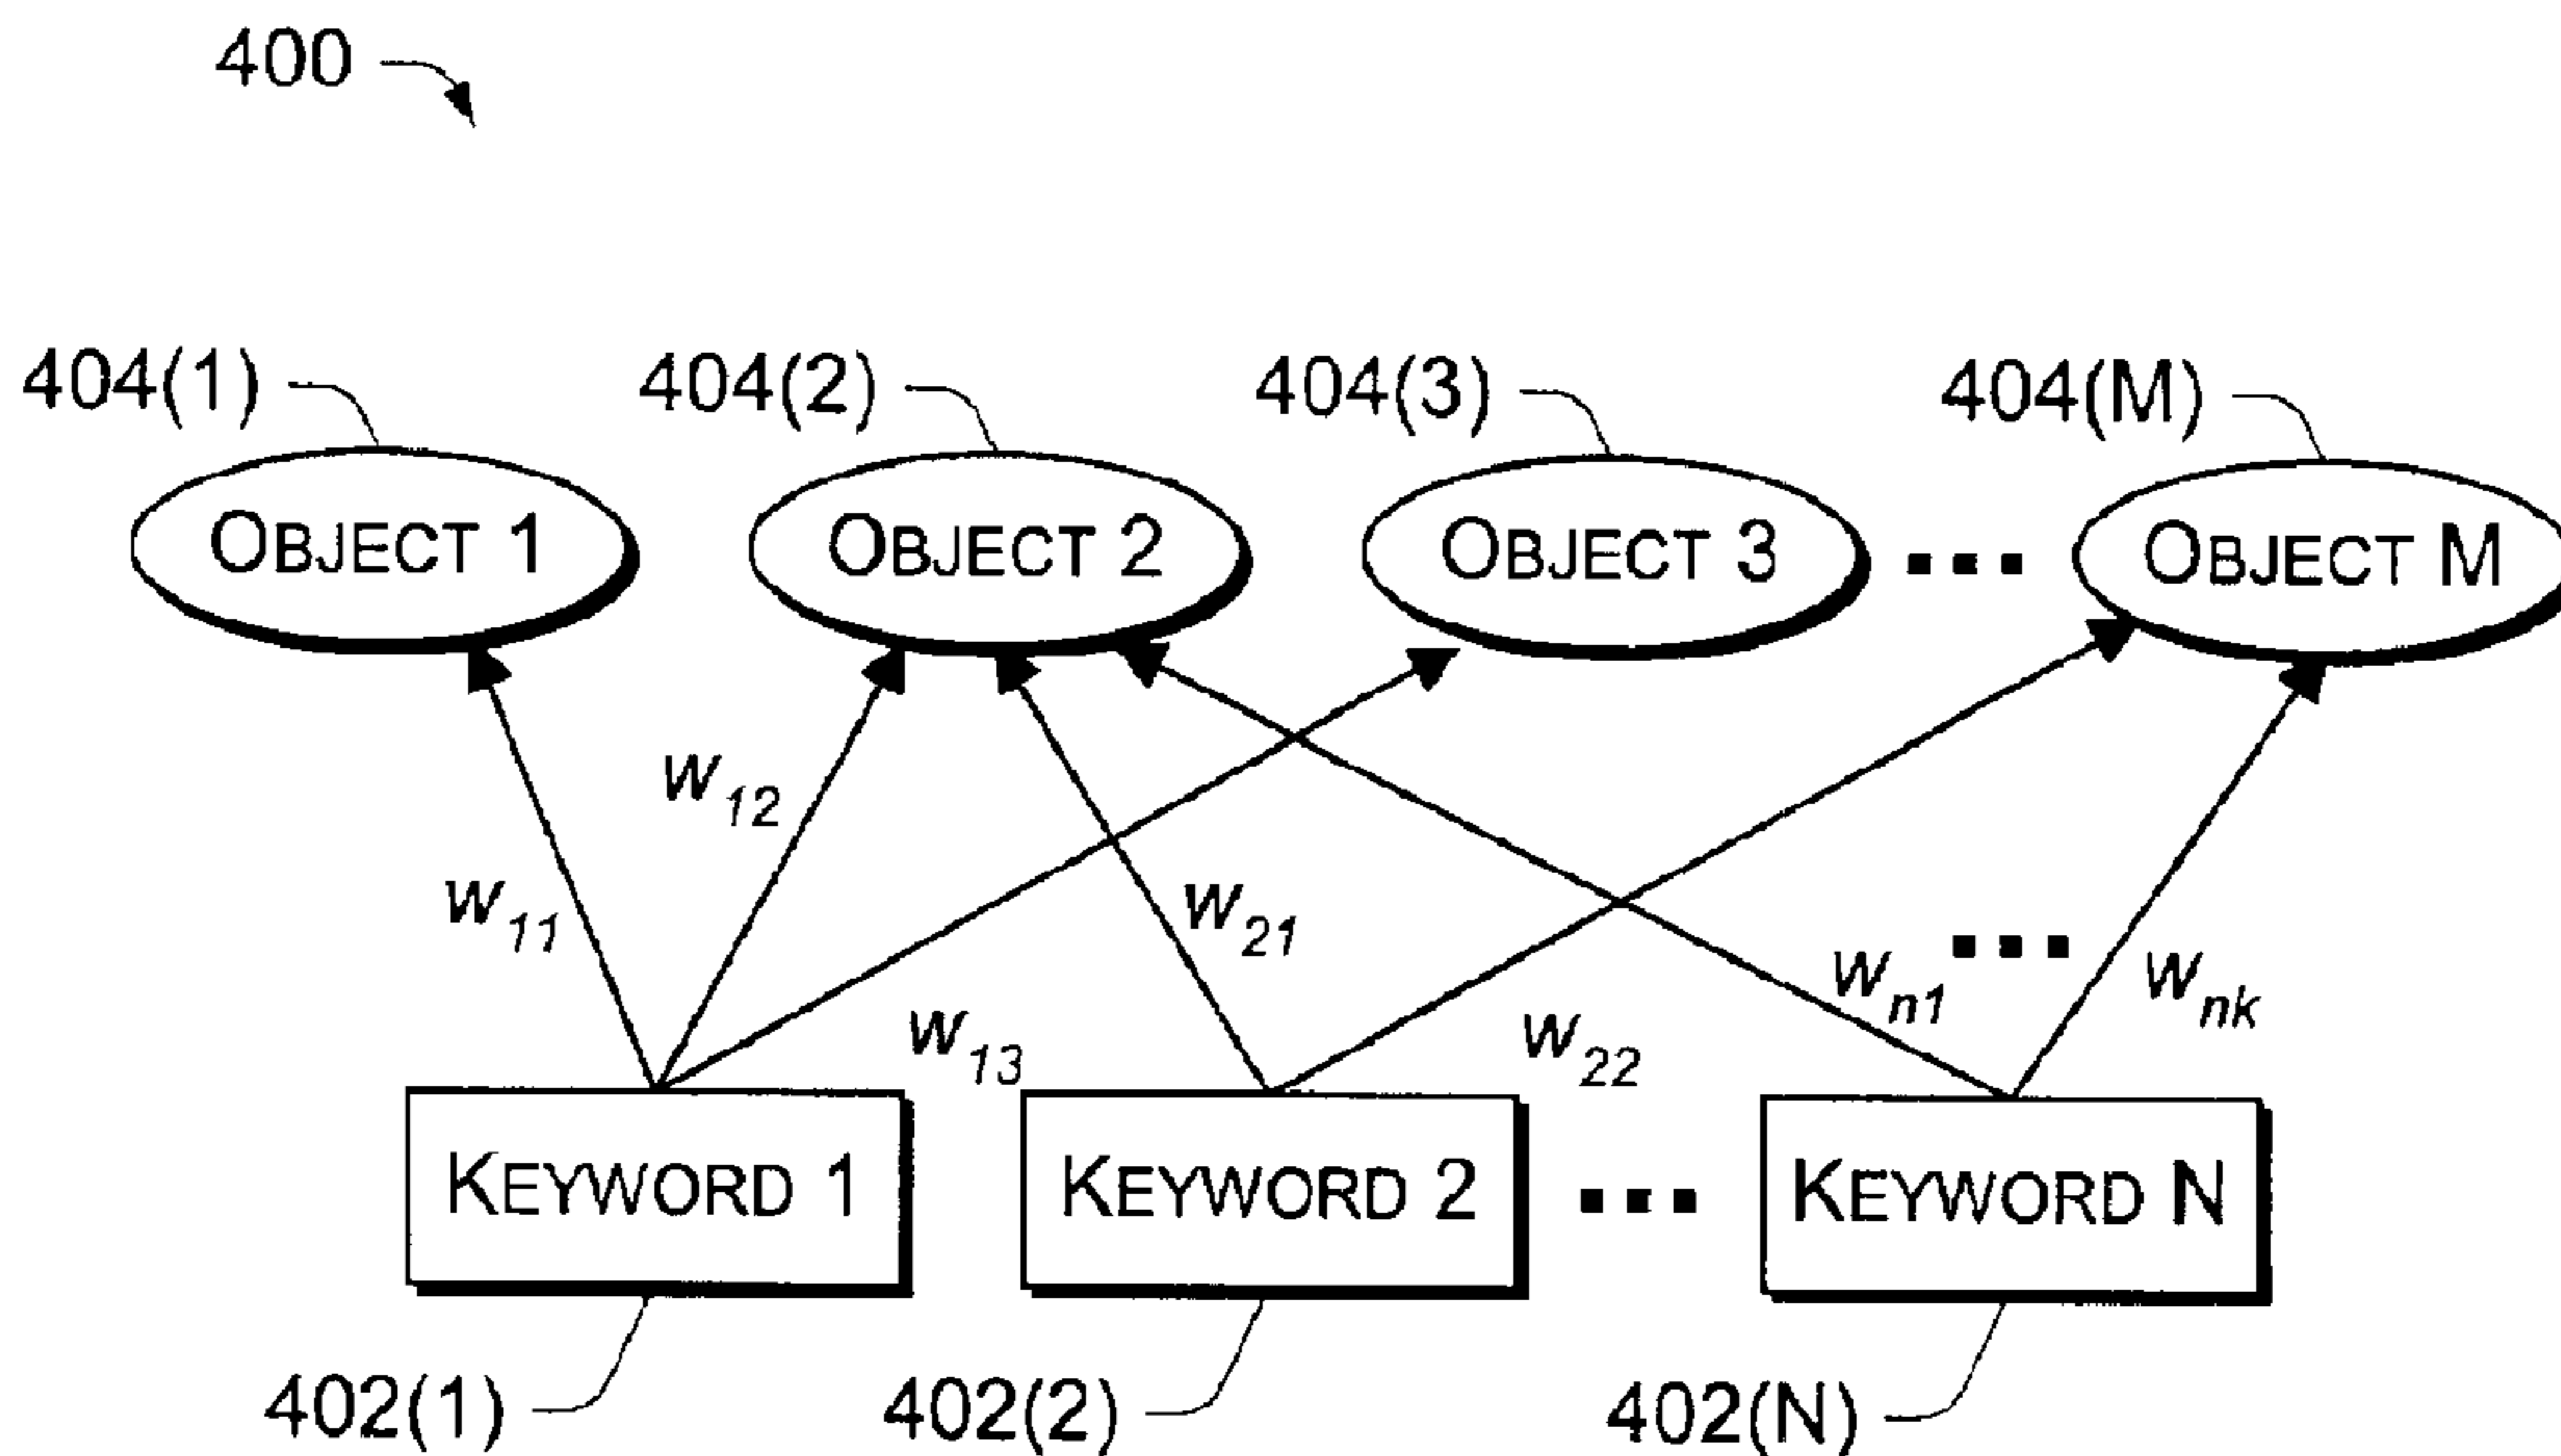 400
404(1) 404(2) 404(3) 404(M)
OBJECT 1 OBJECT 2 OBJECT 3 ... OBJECT M
w12
w11 w21 ...
w13 w22 wn1 wnk
KEYWORD 1 KEYWORD 2 ... KEYWORD N
402(1) 402(2) 402(N)